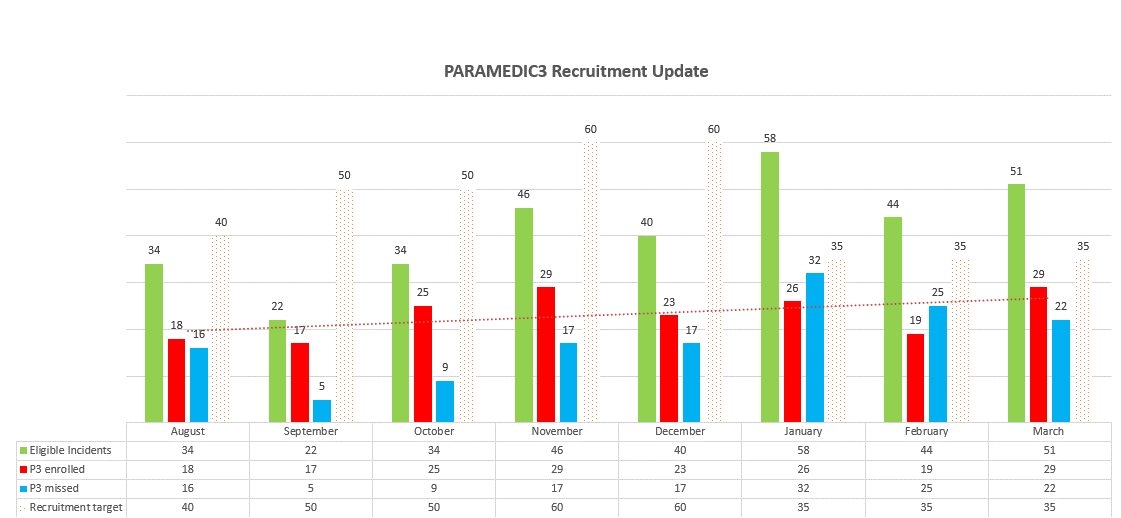 PARAMEDIC3 Recruitment Update
34 18 16 40
22 17 5 50
34 25 9 50
46 29 17 60
40 23 17 60
58 26 32 35
44 19 25 35
51 29 22 35
August September October November December January February March
Eligible Incidents 34 22 34 46 40 58 44 51
P3 enrolled 18 17 25 29 23 26 19 29
P3 missed 16 5 9 17 17 32 25 22
Recruitment target 40 50 50 60 60 35 35 35